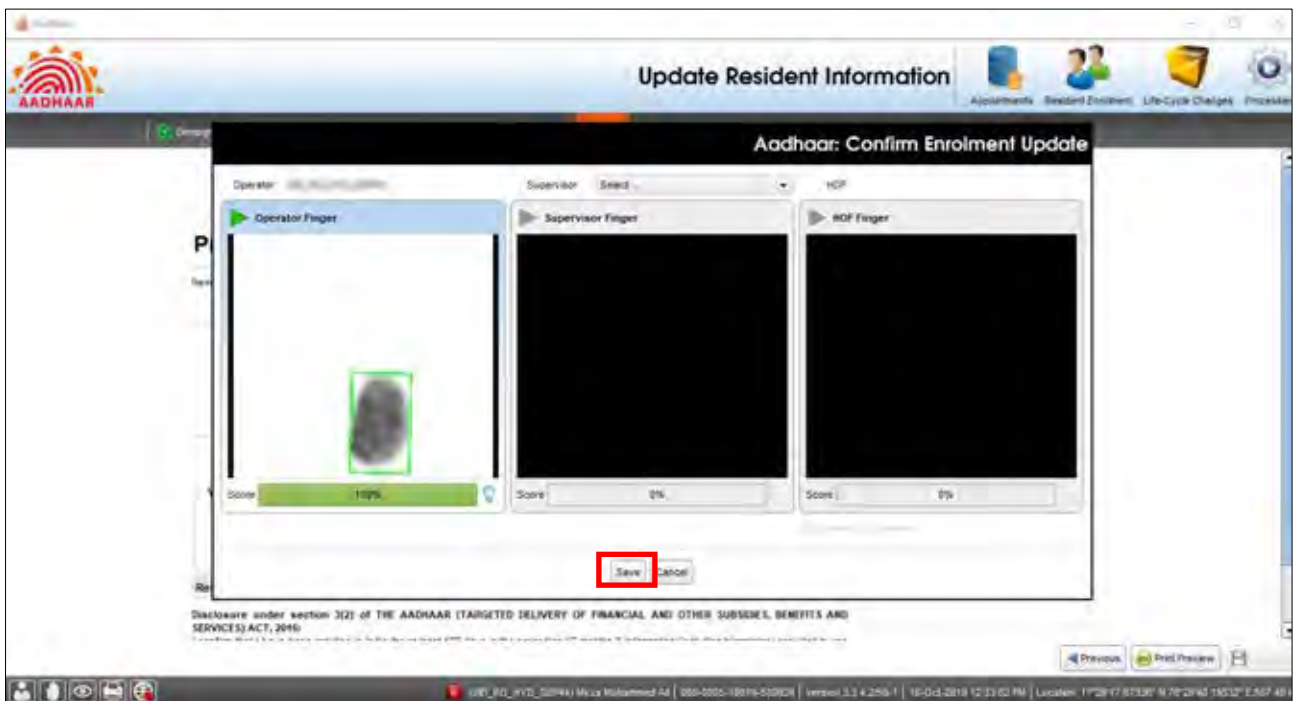 AADHAAR
Update Resident Information
Appointments Resident Enrolment Life-Cycle Changes
Aadhaar: Confirm Enrolment Update
Operator
Supervisor Select
HOF
Operator Finger
Supervisor Finger
HOF Finger
Score 100%
Score 0%
Score 0%
Save Cancel
Disclosure under section 3(2) of THE AADHAAR (TARGETED DELIVERY OF FINANCIAL AND OTHER SUBSIDIES, BENEFITS AND
SERVICES) ACT, 2016
Previous Print Preview